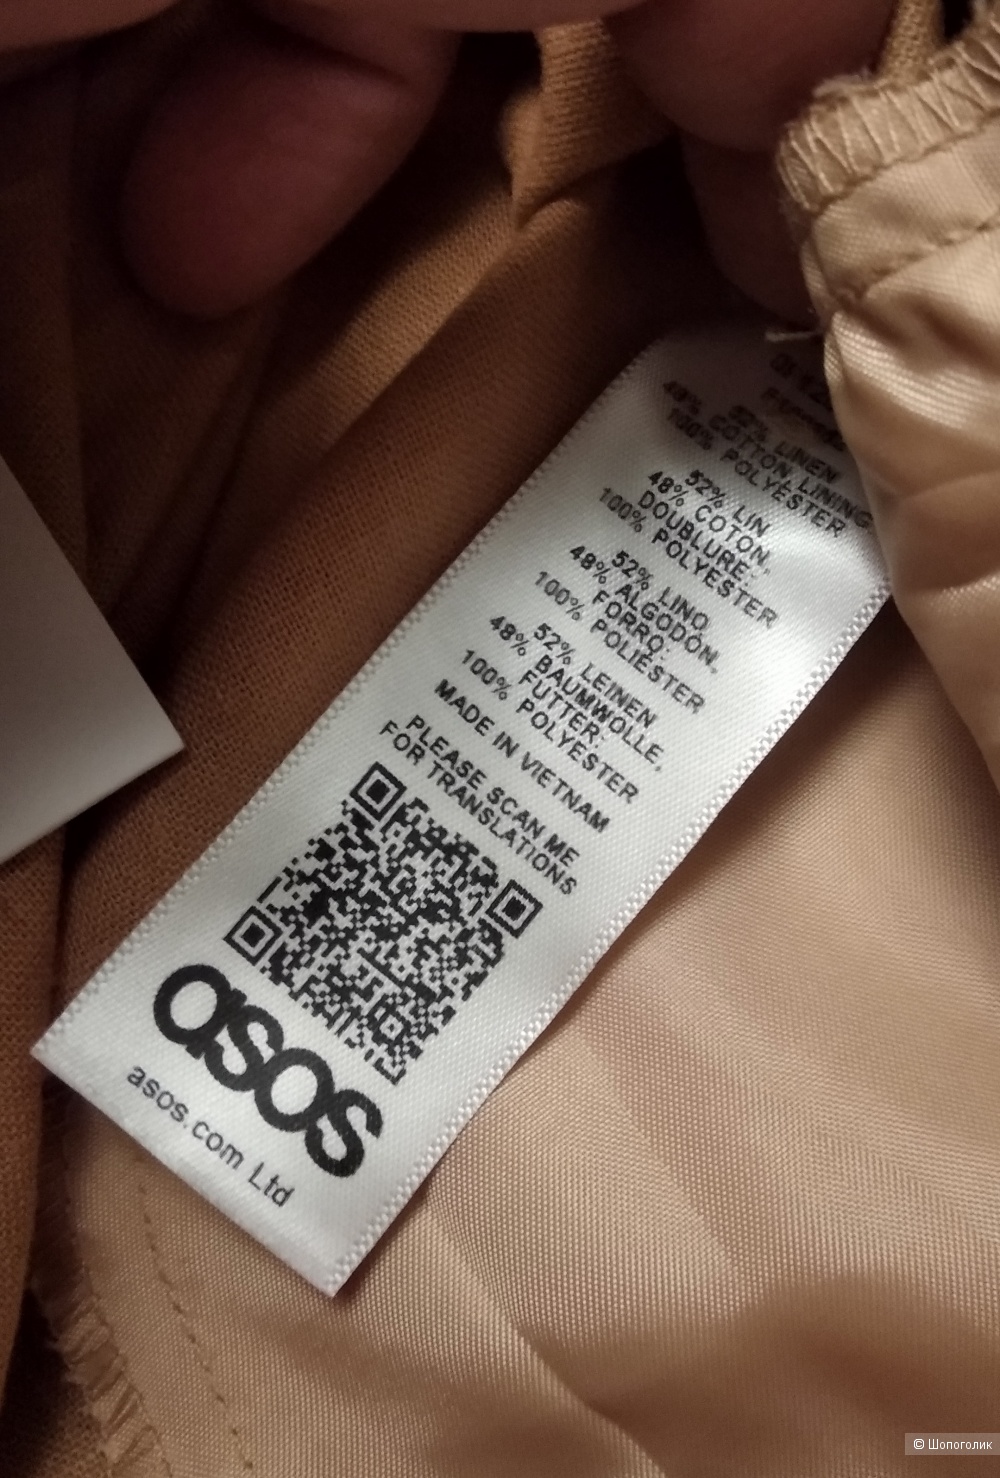 52% LINEN
48% COTTON, LINING:
100% POLYESTER
52% LIN
48% COTON,
DOUBLURE:
100% POLYESTER
52% LINO
48% ALGODÓN,
FORRO:
100% POLIÉSTER
52% LEINEN
48% BAUMWOLLE,
FUTTER:
100% POLYESTER
MADE IN VIETNAM
PLEASE SCAN ME
FOR TRANSLATIONS
asos
asos.com Ltd
© Шопоголик